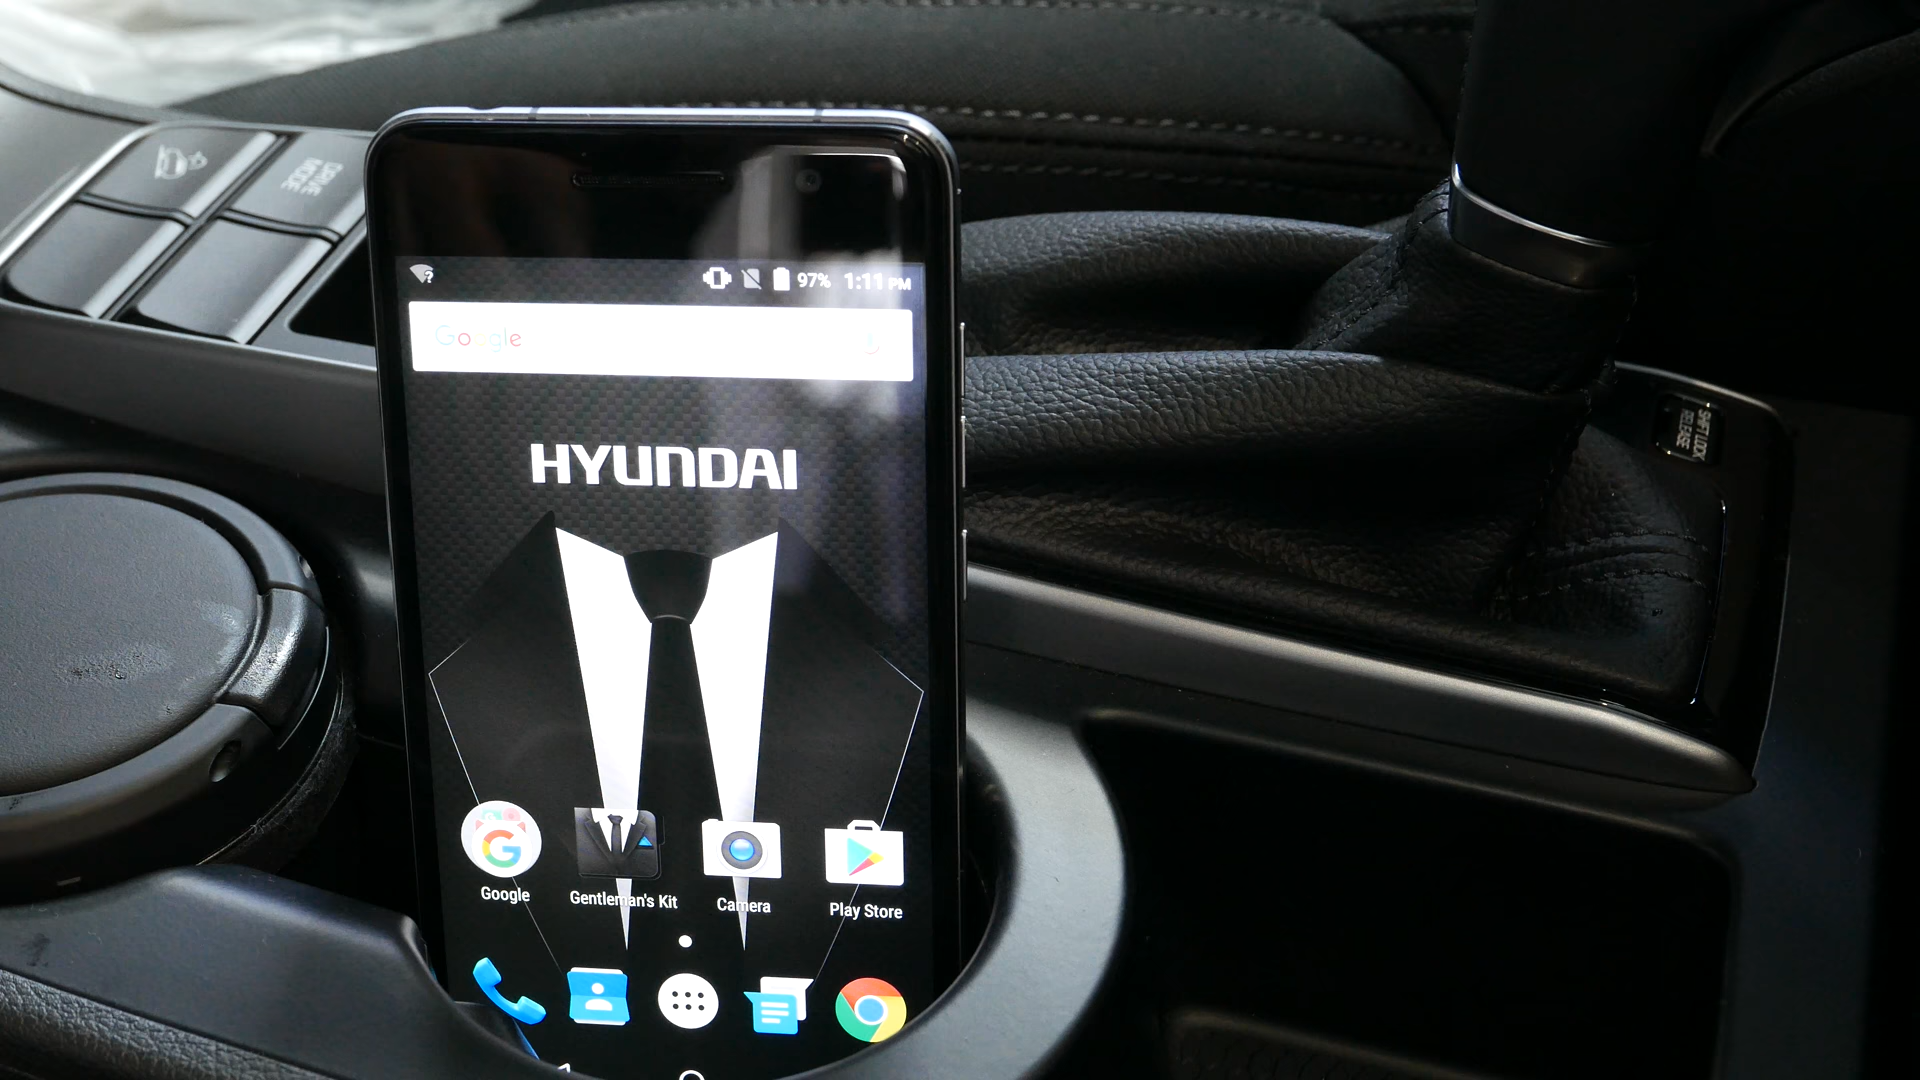 DRIVE
MODE
? 97% 1:11 PM
Google
HYUNDAI
SHIFT LOCK
RELEASE
G
Google Gentleman's Kit Camera Play Store